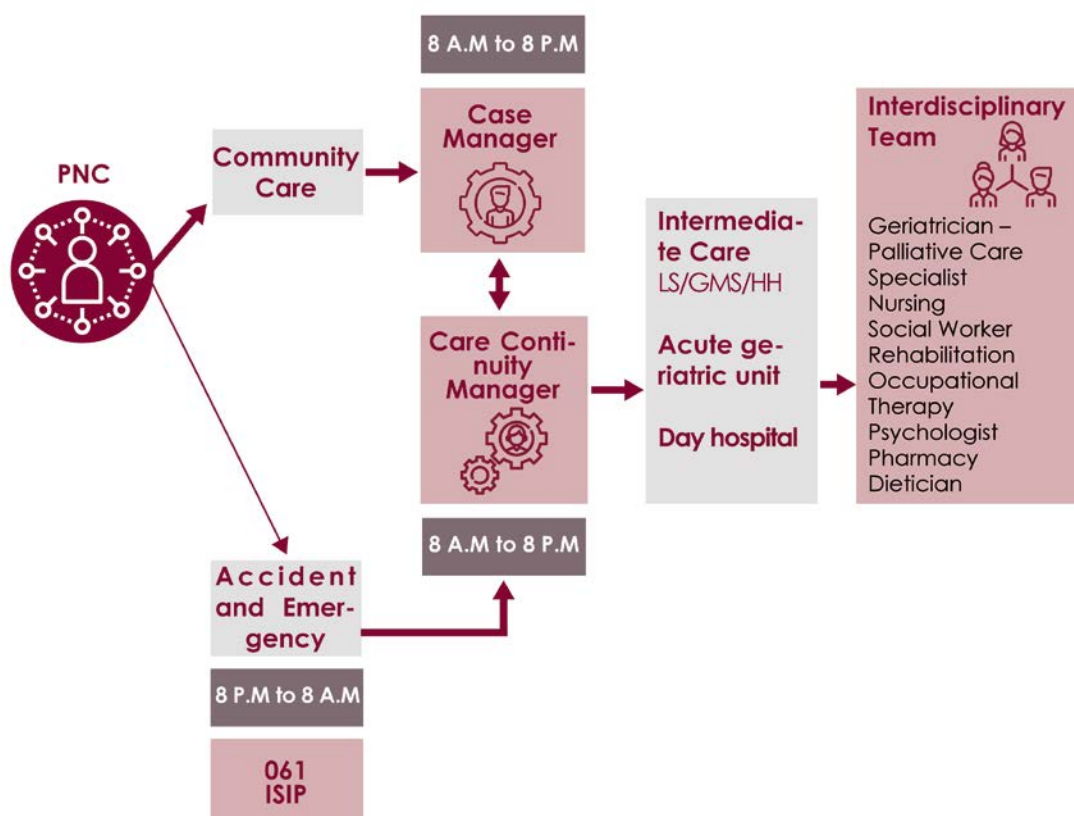 PNC
Community
Care
8 A.M to 8 P.M
Case
Manager
Care Conti-
nuity
Manager
8 A.M to 8 P.M
Accident
and Emer-
gency
8 P.M to 8 A.M
061
ISIP
Intermedia-
te Care
LS/GMS/HH
Acute ge-
riatric unit
Day hospital
Interdisciplinary
Team
Geriatrician –
Palliative Care
Specialist
Nursing
Social Worker
Rehabilitation
Occupational
Therapy
Psychologist
Pharmacy
Dietician